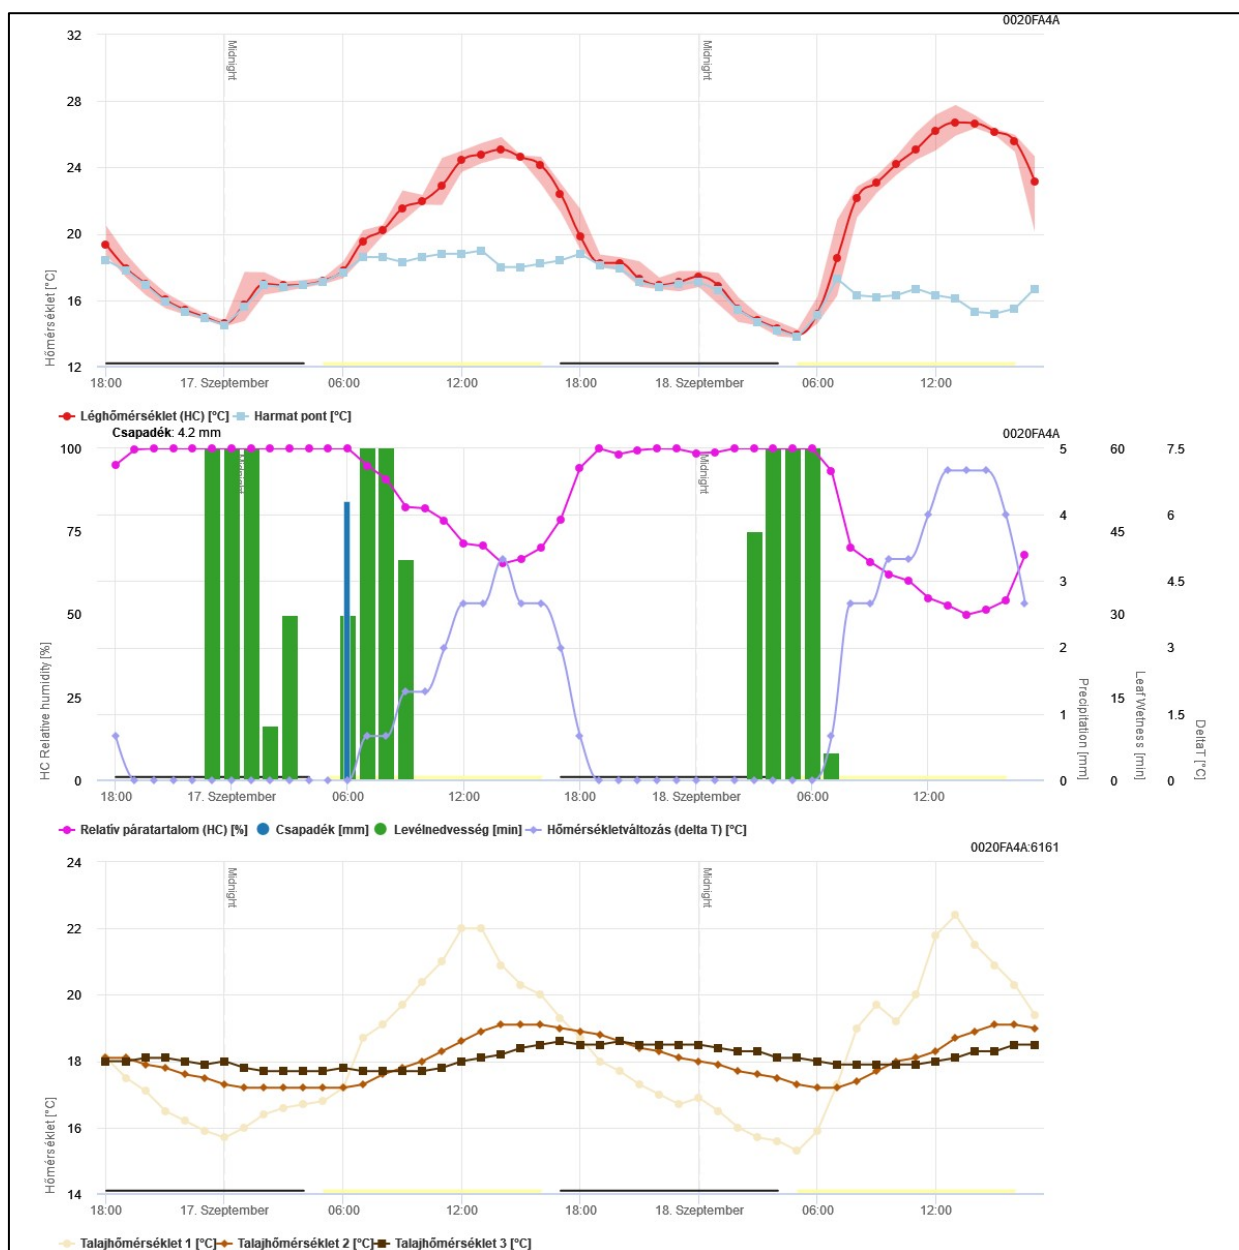 0020FA4A
32
28
24
20
16
12
Hőmérséklet [°C]
Midnight
Midnight
18:00 17. Szeptember 06:00 12:00 18:00 18. Szeptember 06:00 12:00
Léghőmérséklet (HC) [°C] Harmat pont [°C]
Csapadék: 4.2 mm
0020FA4A
100 5 60 7.5
4 6
75 45
3 4.5
50 30
2 3
25 15
1 1.5
0 0 0 0
HC Relative humidity [%]
Midnight
Precipitation [mm]
Leaf Wetness [min]
DeltaT [°C]
18:00 17. Szeptember 06:00 12:00 18:00 18. Szeptember 06:00 12:00
Relatív páratartalom (HC) [%] Csapadék [mm] Levélnedvesség [min] Hőmérsékletváltozás (delta T) [°C]
0020FA4A:6161
24
22
20
18
16
14
Hőmérséklet [°C]
Midnight
Midnight
18:00 17. Szeptember 06:00 12:00 18:00 18. Szeptember 06:00 12:00
Talajhőmérséklet 1 [°C] Talajhőmérséklet 2 [°C] Talajhőmérséklet 3 [°C]